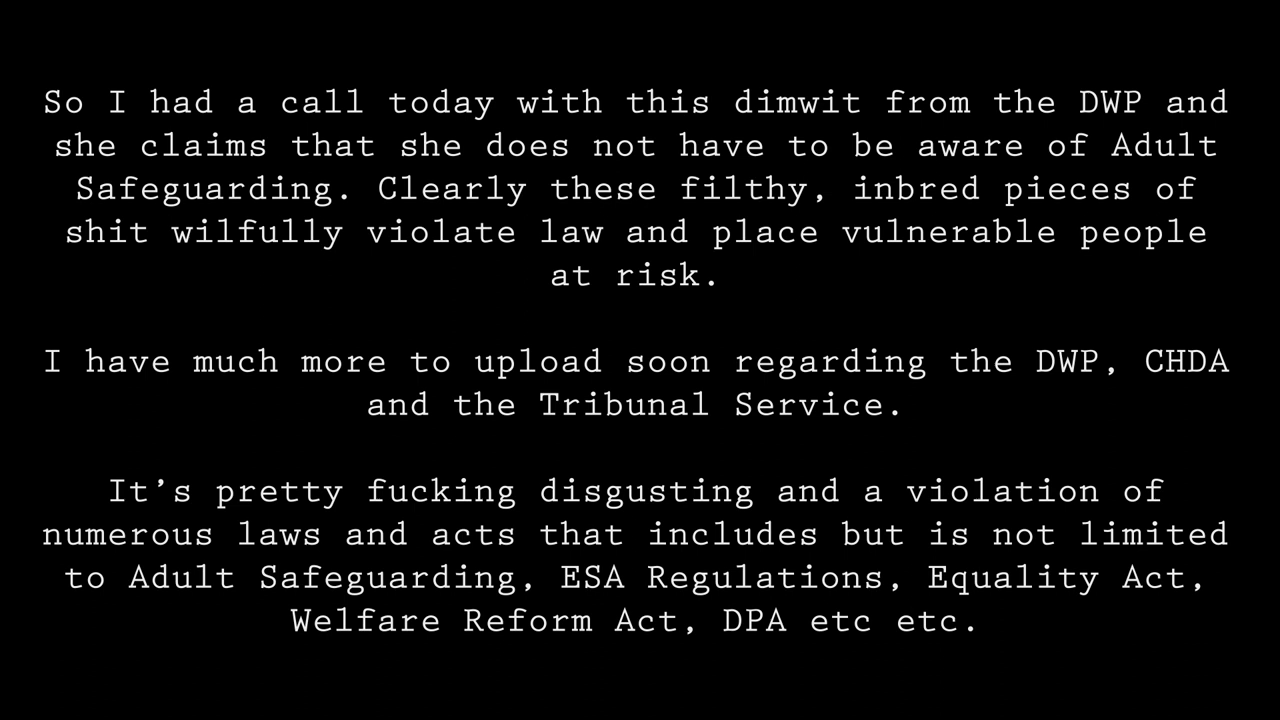 So I had a call today with this dimwit from the DWP and
she claims that she does not have to be aware of Adult
Safeguarding. Clearly these filthy, inbred pieces of
shit wilfully violate law and place vulnerable people
at risk.
I have much more to upload soon regarding the DWP, CHDA
and the Tribunal Service.
It’s pretty fucking disgusting and a violation of
numerous laws and acts that includes but is not limited
to Adult Safeguarding, ESA Regulations, Equality Act,
Welfare Reform Act, DPA etc etc.